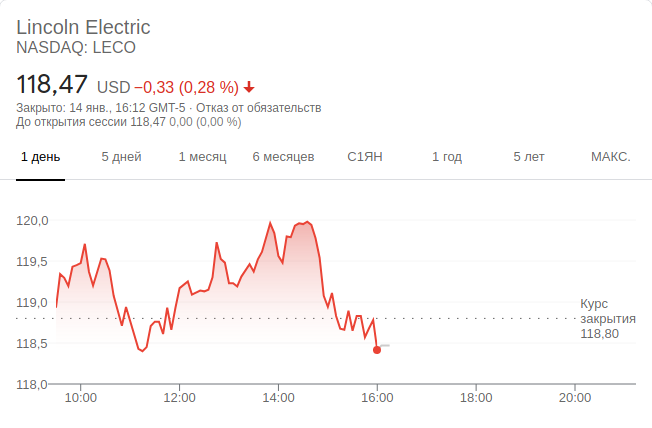 Lincoln Electric
NASDAQ: LECO
118,47 USD −0,33 (0,28 %)
Закрыто: 14 янв., 16:12 GMT-5 · Отказ от обязательств
До открытия сессии 118,47 0,00 (0,00 %)
1 день 5 дней 1 месяц 6 месяцев С1ЯН 1 год 5 лет МАКС.
120,0
119,5
119,0
118,5
118,0
Курс
закрытия
118,80
10:00 12:00 14:00 16:00 18:00 20:00